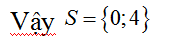 Vậy S = {0;4}